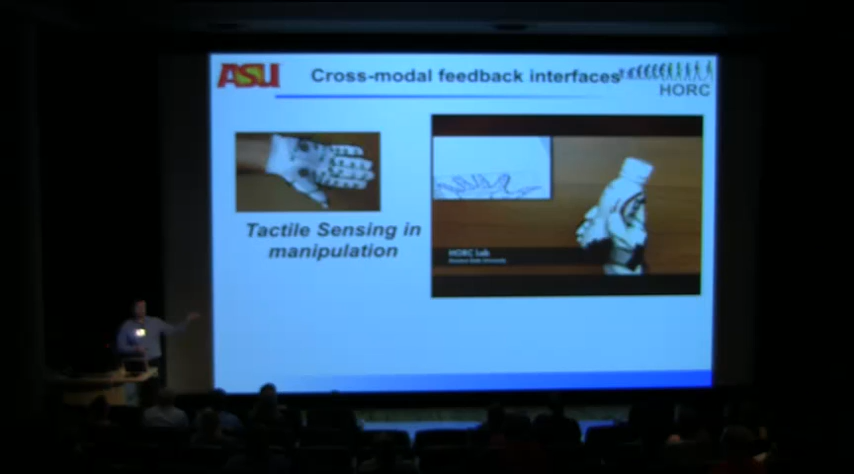 ASU
Cross-modal feedback interfaces
HORC
Tactile Sensing in
manipulation
HORC Lab